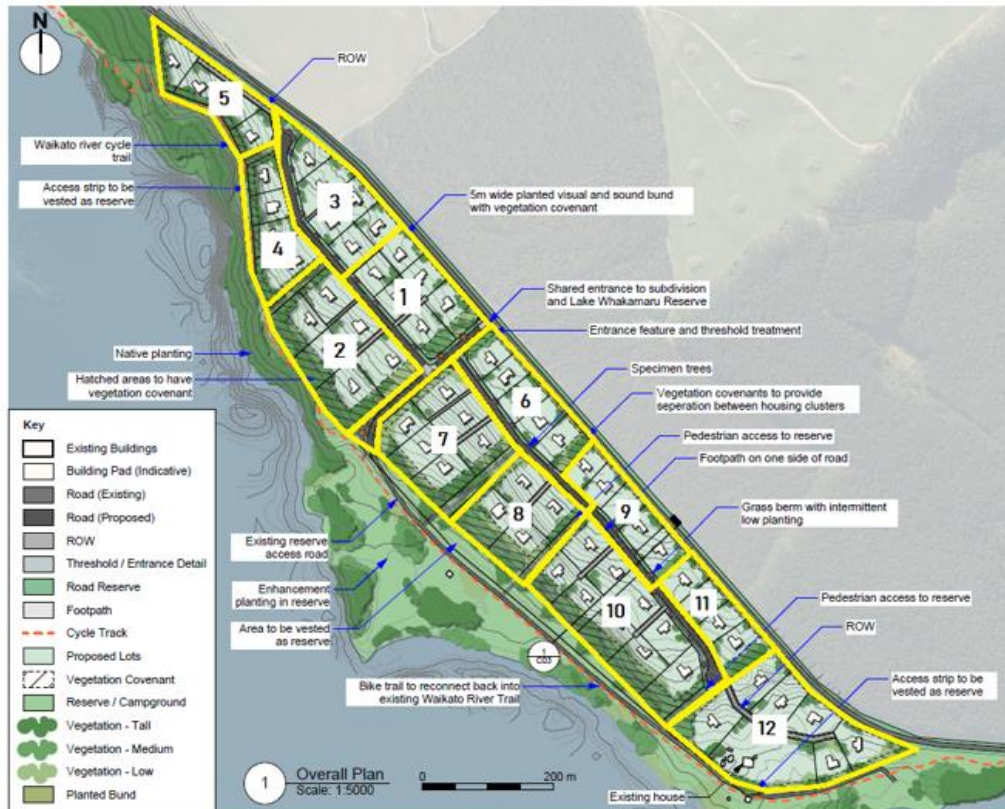 N
ROW
5
Waikato river cycle
trail
Access strip to be
vested as reserve
3
5m wide planted visual and sound bund
with vegetation covenant
4
1
Shared entrance to subdivision
and Lake Whakamaru Reserve
Entrance feature and threshold treatment
2
Native planting
Specimen trees
Hatched areas to have
vegetation covenant
6
Vegetation covenants to provide
seperation between housing clusters
7
Pedestrian access to reserve
Footpath on one side of road
8
9
Grass berm with intermittent
low planting
Existing reserve
access road
Enhancement
planting in reserve
10
11
Pedestrian access to reserve
Area to be vested
as reserve
ROW
1
C03
Access strip to be
vested as reserve
Bike trail to reconnect back into
existing Waikato River Trail
12
Existing house
Key
Existing Buildings
Building Pad (Indicative)
Road (Existing)
Road (Proposed)
ROW
Threshold / Entrance Detail
Road Reserve
Footpath
Cycle Track
Proposed Lots
Vegetation Covenant
Reserve / Campground
Vegetation - Tall
Vegetation - Medium
Vegetation - Low
Planted Bund
1
Overall Plan
Scale: 1:5000
0 200 m